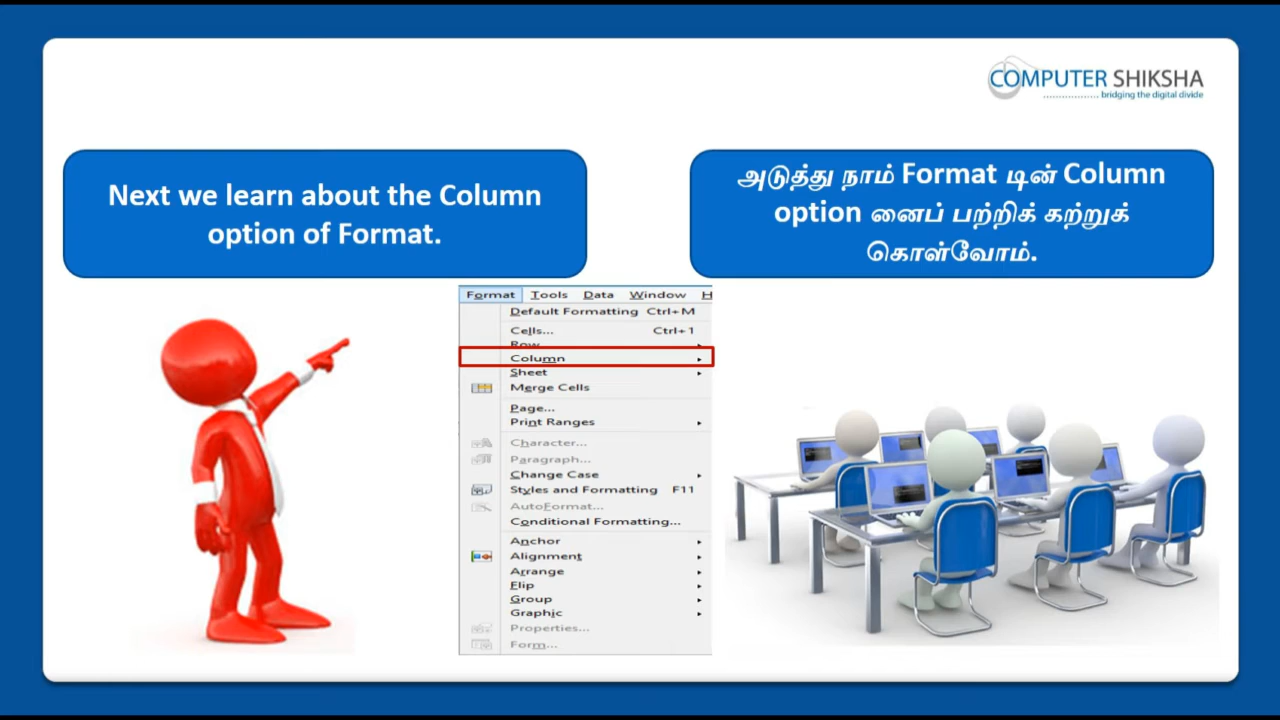 COMPUTER SHIKSHA
bridging the digital divide
Next we learn about the Column
option of Format.
அடுத்து நாம் Format டின் Column
option னைப் பற்றிக் கற்றுக்
கொள்வோம்.
Format Tools Data Window H
Default Formatting Ctrl+M
Cells... Ctrl+1
Row
Column
Sheet
Merge Cells
Page...
Print Ranges
Character...
Paragraph...
Change Case
Styles and Formatting F11
AutoFormat...
Conditional Formatting...
Anchor
Alignment
Arrange
Flip
Group
Graphic
Properties...
Form...